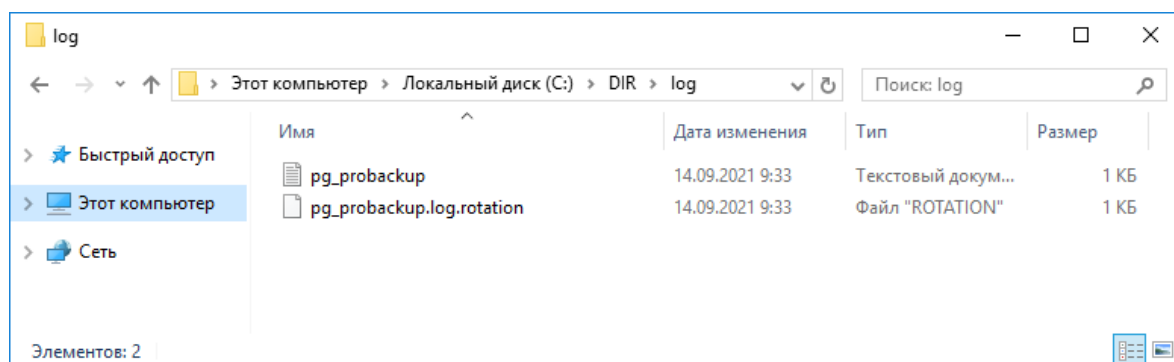 log
Этот компьютер > Локальный диск (C:) > DIR > log
Поиск: log
Имя Дата изменения Тип Размер
Быстрый доступ
Этот компьютер
Сеть
pg_probackup 14.09.2021 9:33 Текстовый докум... 1 КБ
pg_probackup.log.rotation 14.09.2021 9:33 Файл "ROTATION" 1 КБ
Элементов: 2